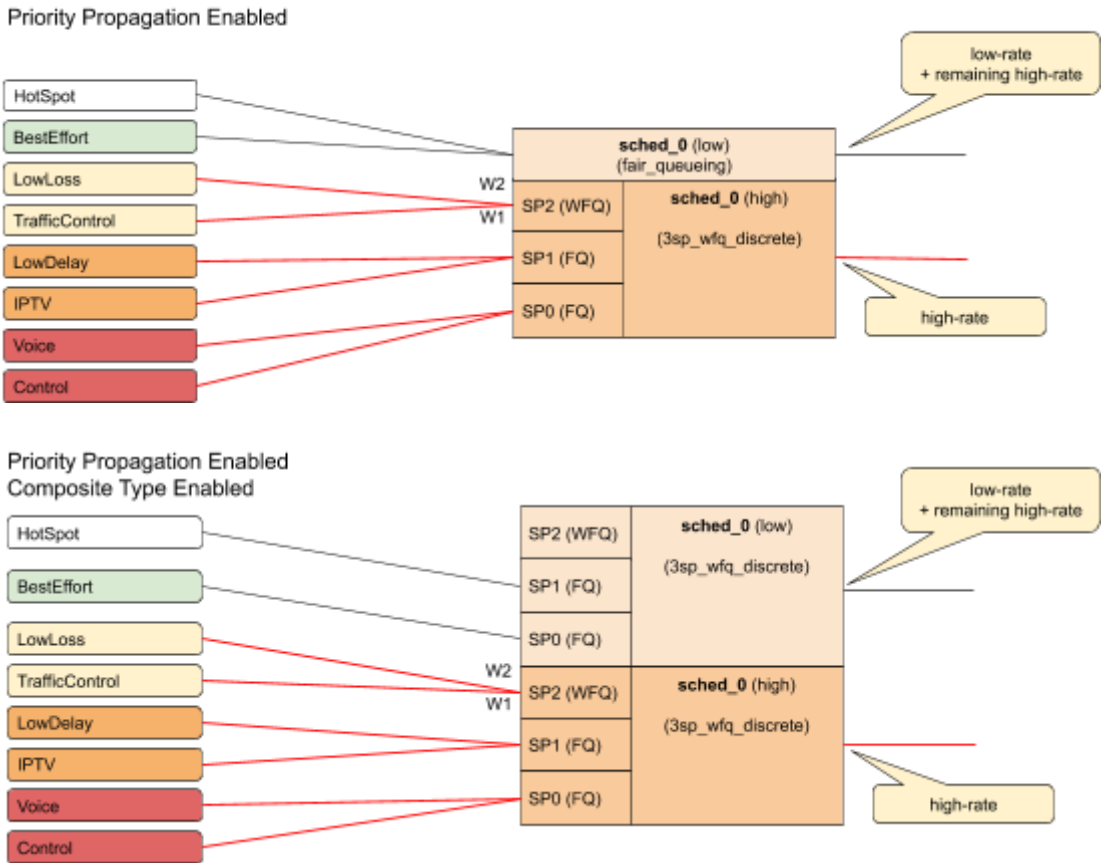 Priority Propagation Enabled
low-rate
+ remaining high-rate
HotSpot
BestEffort
LowLoss
TrafficControl
LowDelay
IPTV
Voice
Control
W2
W1
sched_0 (low)
(fair_queueing)
SP2 (WFQ)
SP1 (FQ)
SP0 (FQ)
sched_0 (high)
(3sp_wfq_discrete)
high-rate
Priority Propagation Enabled
Composite Type Enabled
low-rate
+ remaining high-rate
HotSpot
BestEffort
LowLoss
TrafficControl
LowDelay
IPTV
Voice
Control
W2
W1
SP2 (WFQ)
SP1 (FQ)
SP0 (FQ)
sched_0 (low)
(3sp_wfq_discrete)
SP2 (WFQ)
SP1 (FQ)
SP0 (FQ)
sched_0 (high)
(3sp_wfq_discrete)
high-rate